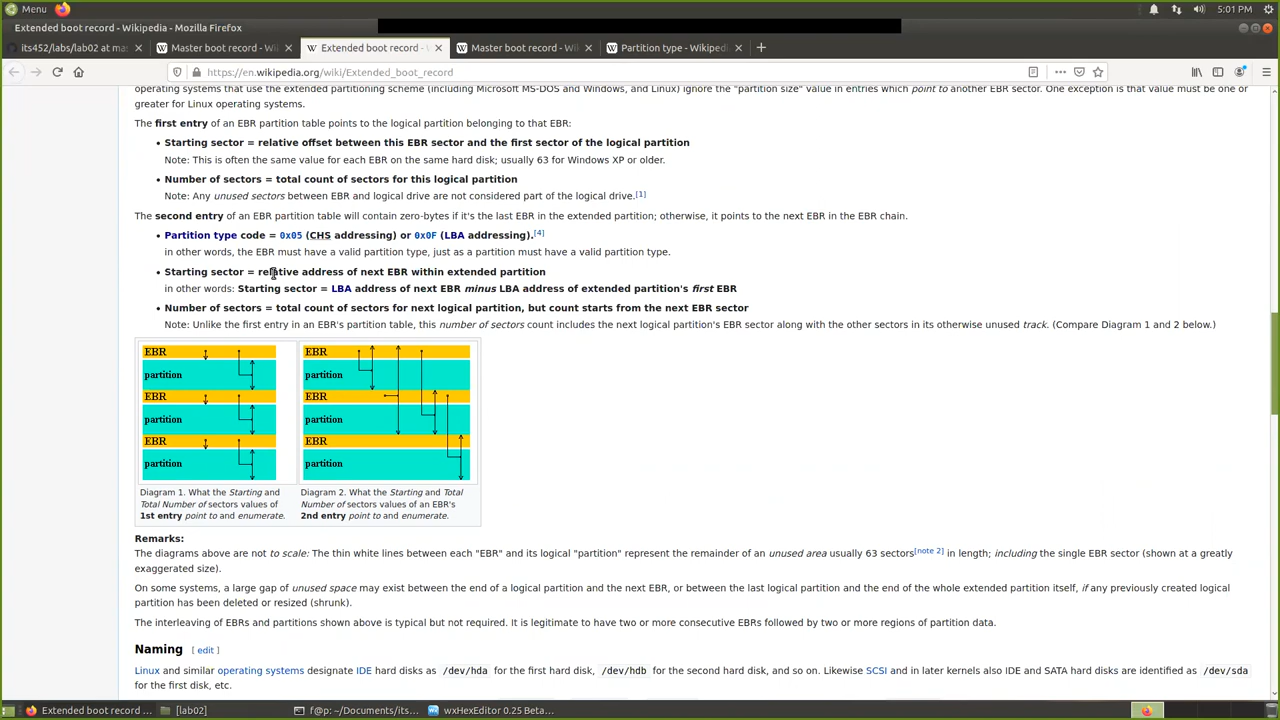 Menu
5:01 PM
Extended boot record - Wikipedia - Mozilla Firefox
its452/labs/lab02 at mas
Master boot record - Wi
Extended boot record -
Master boot record - Wi
Partition type - Wikiped
https://en.wikipedia.org/wiki/Extended_boot_record
operating systems that use the extended partitioning scheme (including Microsoft MS-DOS and Windows, and Linux) ignore the "partition size" value in entries which point to another EBR sector. One exception is that value must be one or
greater for Linux operating systems.
The first entry of an EBR partition table points to the logical partition belonging to that EBR:
• Starting sector = relative offset between this EBR sector and the first sector of the logical partition
Note: This is often the same value for each EBR on the same hard disk; usually 63 for Windows XP or older.
• Number of sectors = total count of sectors for this logical partition
Note: Any unused sectors between EBR and logical drive are not considered part of the logical drive.[1]
The second entry of an EBR partition table will contain zero-bytes if it's the last EBR in the extended partition; otherwise, it points to the next EBR in the EBR chain.
• Partition type code = 0x05 (CHS addressing) or 0x0F (LBA addressing).[4]
in other words, the EBR must have a valid partition type, just as a partition must have a valid partition type.
• Starting sector = relative address of next EBR within extended partition
in other words: Starting sector = LBA address of next EBR minus LBA address of extended partition's first EBR
• Number of sectors = total count of sectors for next logical partition, but count starts from the next EBR sector
Note: Unlike the first entry in an EBR's partition table, this number of sectors count includes the next logical partition's EBR sector along with the other sectors in its otherwise unused track. (Compare Diagram 1 and 2 below.)
EBR
partition
EBR
partition
EBR
partition
EBR
partition
EBR
partition
EBR
partition
Diagram 1. What the Starting and
Total Number of sectors values of
1st entry point to and enumerate.
Diagram 2. What the Starting and Total
Number of sectors values of an EBR's
2nd entry point to and enumerate.
Remarks:
The diagrams above are not to scale: The thin white lines between each "EBR" and its logical "partition" represent the remainder of an unused area usually 63 sectors[note 2] in length; including the single EBR sector (shown at a greatly
exaggerated size).
On some systems, a large gap of unused space may exist between the end of a logical partition and the next EBR, or between the last logical partition and the end of the whole extended partition itself, if any previously created logical
partition has been deleted or resized (shrunk).
The interleaving of EBRs and partitions shown above is typical but not required. It is legitimate to have two or more consecutive EBRs followed by two or more regions of partition data.
Naming [ edit ]
Linux and similar operating systems designate IDE hard disks as /dev/hda for the first hard disk, /dev/hdb for the second hard disk, and so on. Likewise SCSI and in later kernels also IDE and SATA hard disks are identified as /dev/sda
for the first disk, etc.
Extended boot record - Wikipedia ...
[lab02]
f@p: ~/Documents/its...
wxHexEditor 0.25 Beta...